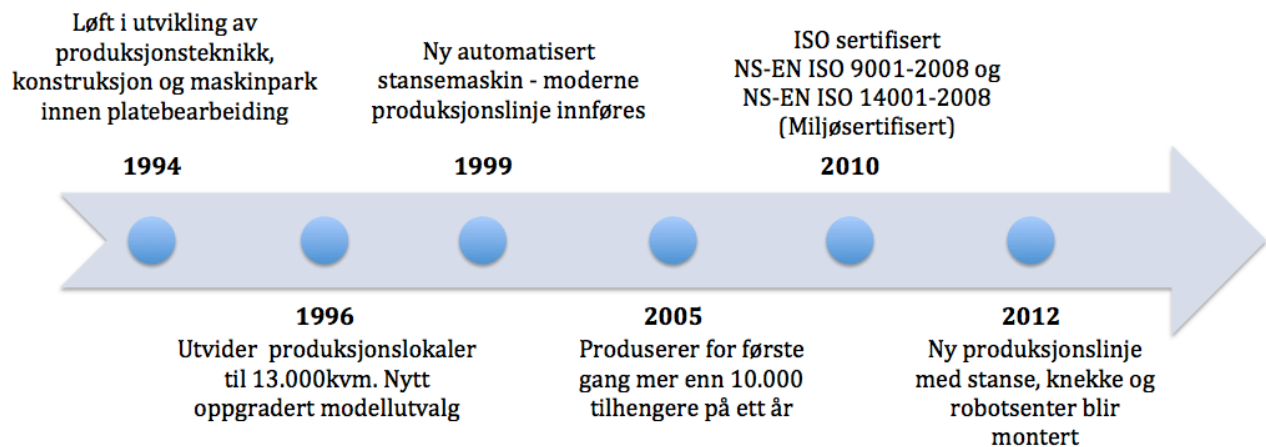 Løft i utvikling av
produksjonsteknikk,
konstruksjon og maskinpark
innen platebearbeiding
1994
Ny automatisert
stansemaskin - moderne
produksjonslinje innføres
1999
ISO sertifisert
NS-EN ISO 9001-2008 og
NS-EN ISO 14001-2008
(Miljøsertifisert)
2010
1996
Utvider produksjonslokaler
til 13.000kvm. Nytt
oppgradert modellutvalg
2005
Produserer for første
gang mer enn 10.000
tilhengere på ett år
2012
Ny produksjonslinje
med stanse, knekke og
robotsenter blir
montert